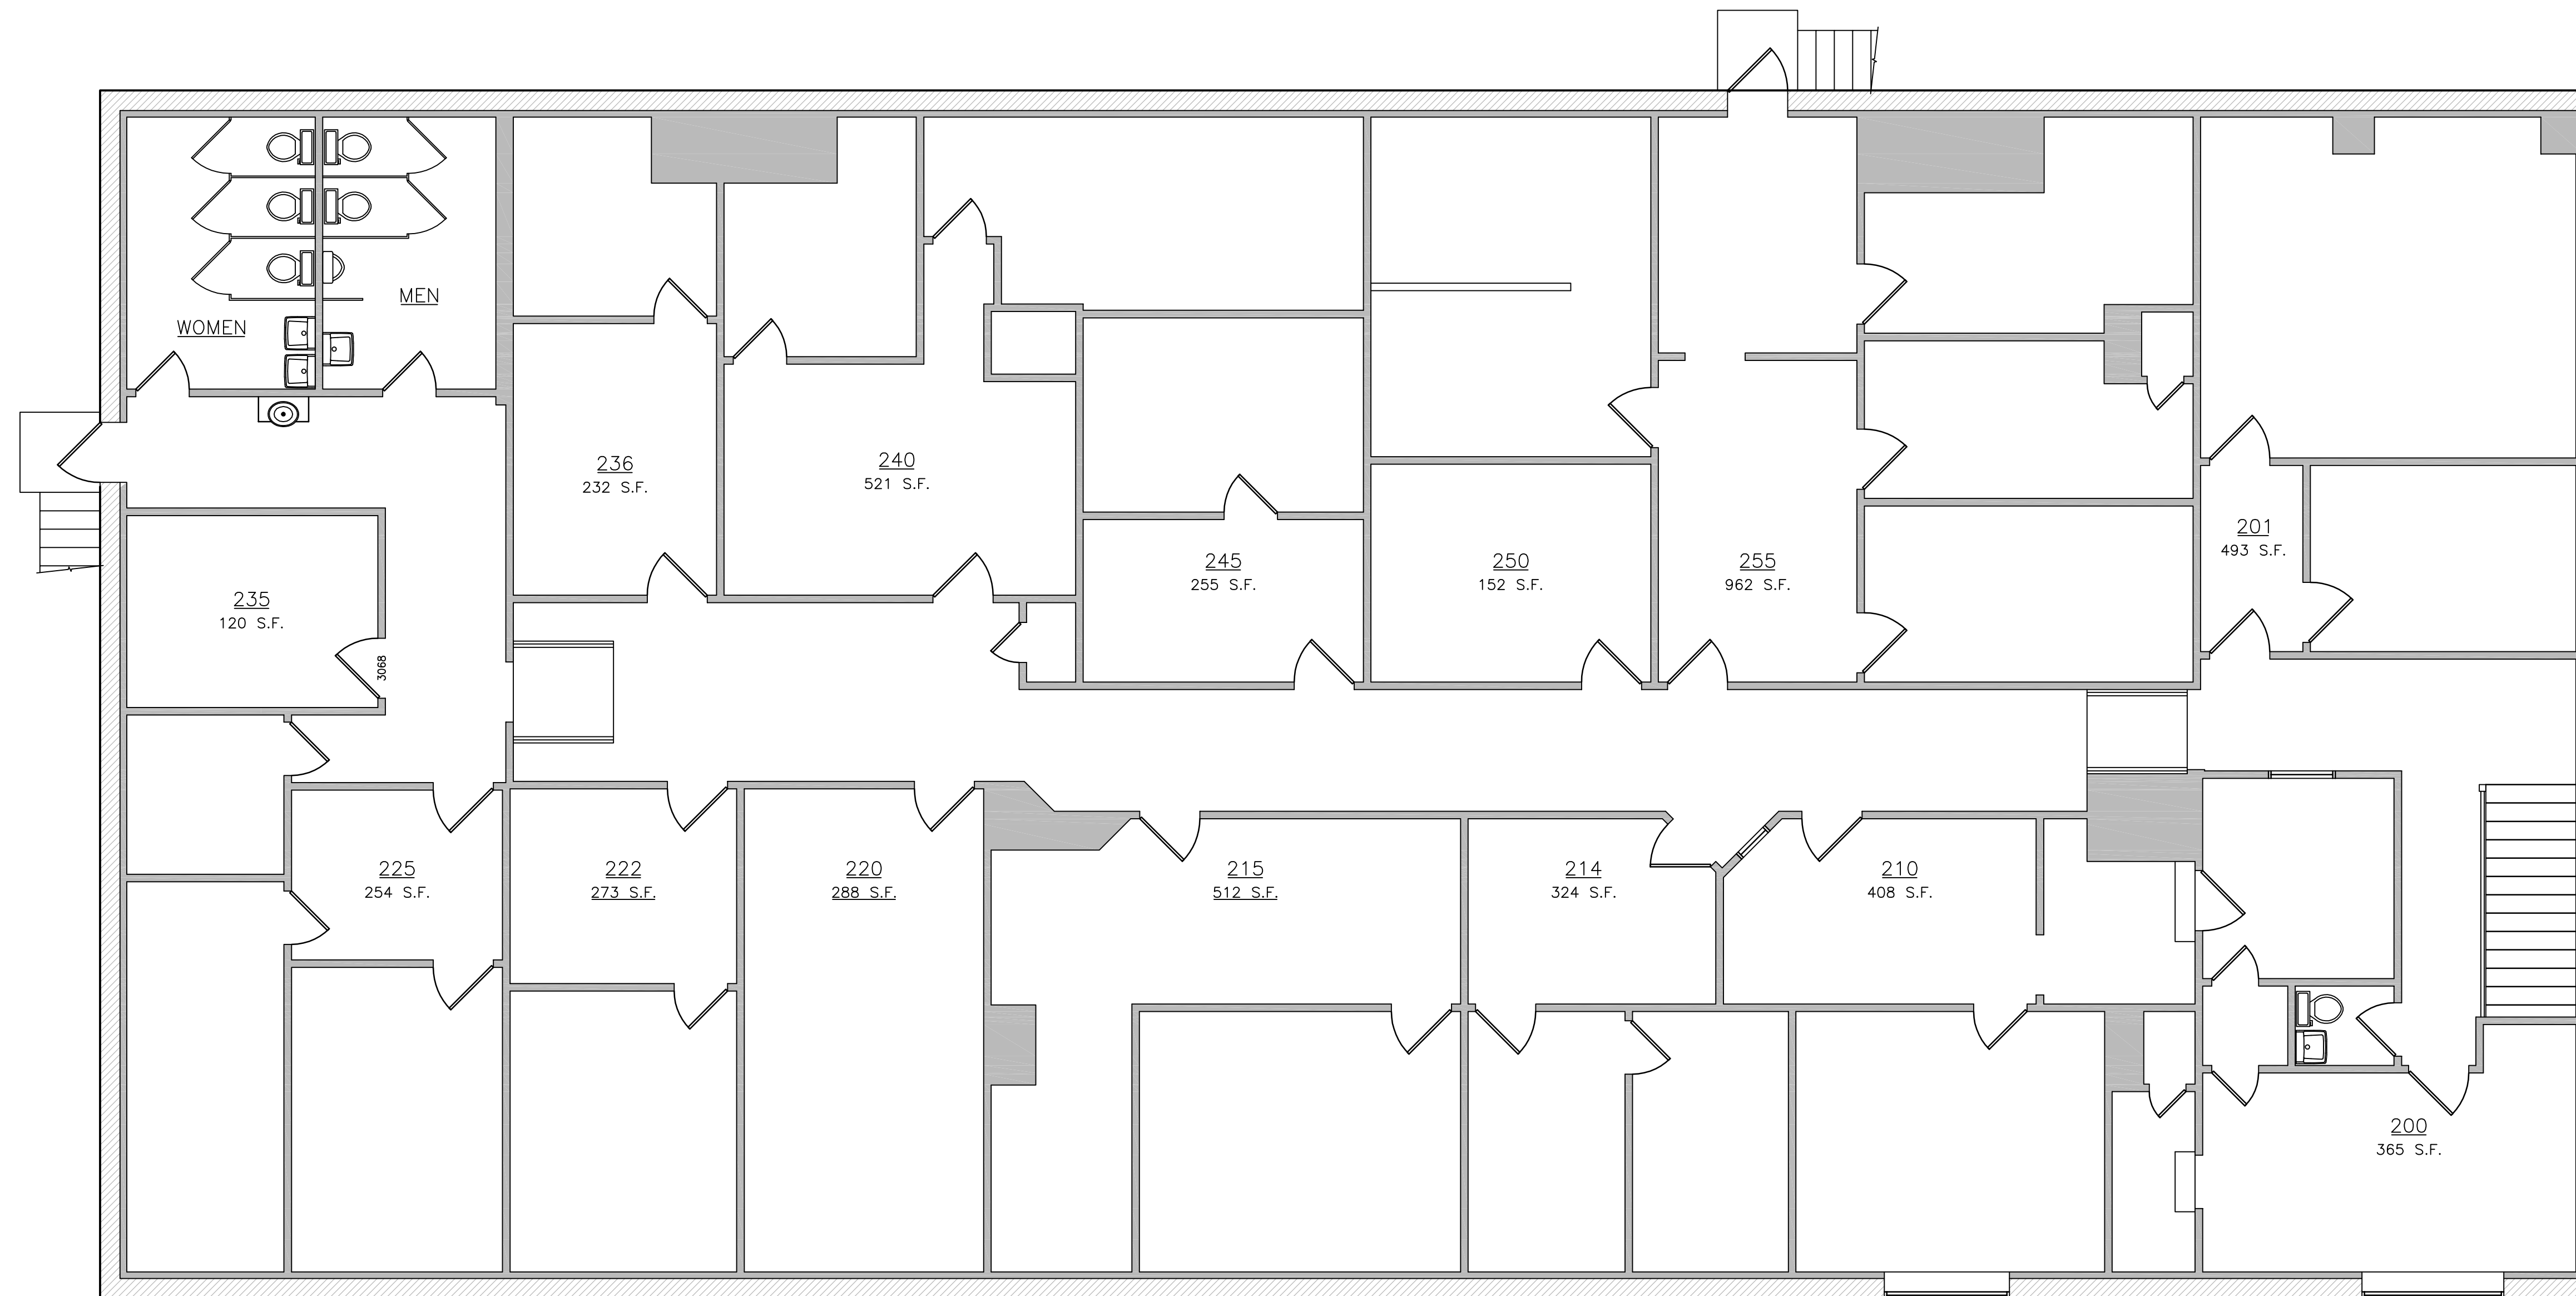 MEN
WOMEN
236
232 S.F.
240
521 S.F.
201
493 S.F.
245
255 S.F.
250
152 S.F.
255
962 S.F.
235
120 S.F.
3068
225
254 S.F.
222
273 S.F.
220
288 S.F.
215
512 S.F.
214
324 S.F.
210
408 S.F.
200
365 S.F.